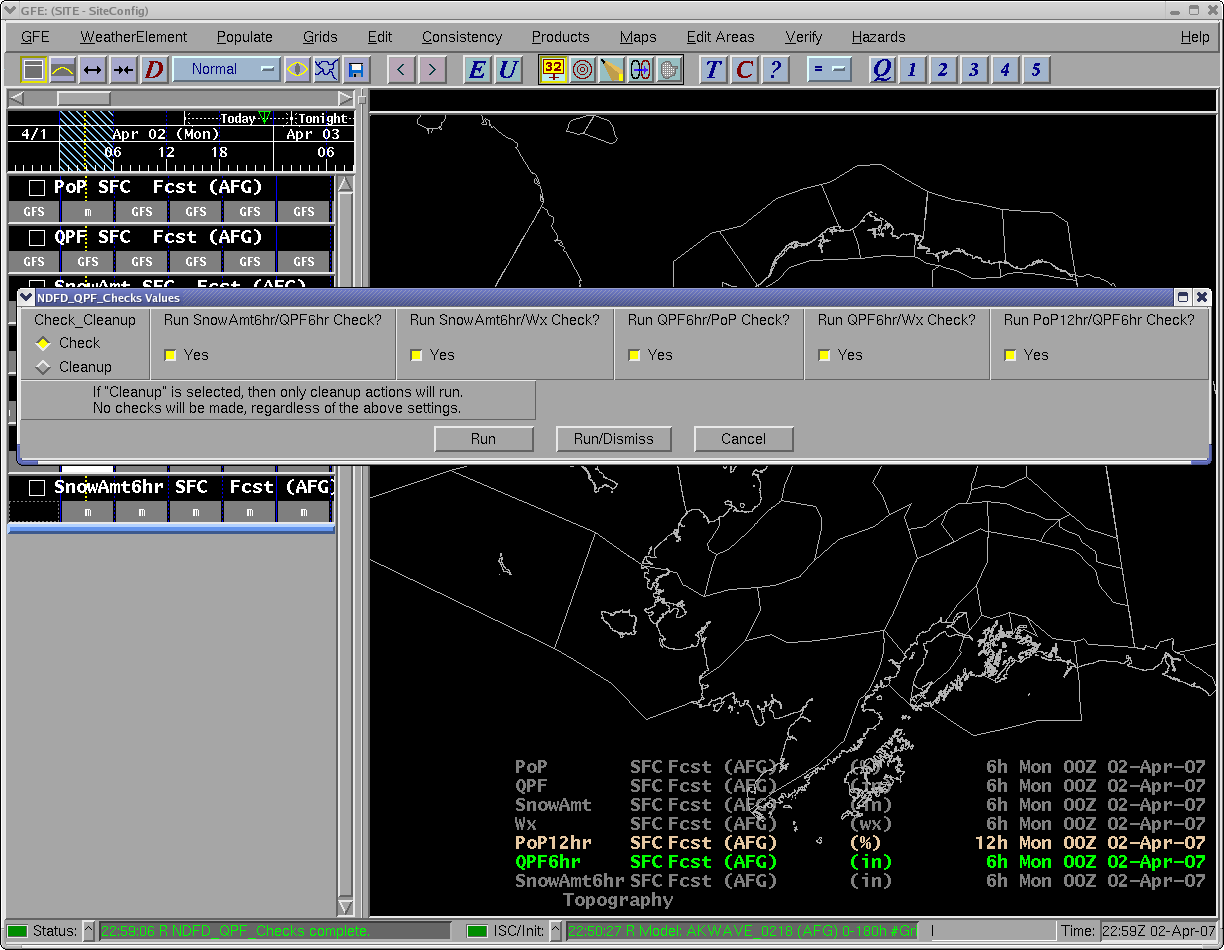 GFE: (SITE - SiteConfig)
GFE WeatherElement Populate Grids Edit Consistency Products Maps Edit Areas Verify Hazards Help
D Normal < > E U 32 T C ? = Q 1 2 3 4 5
Today Tonight
4/1 Apr 02 (Mon) Apr 03
06 12 18 06
PoP SFC Fcst (AFG)
GFS m GFS GFS GFS GFS
QPF SFC Fcst (AFG)
GFS GFS GFS GFS GFS GFS
SnowAmt SFC Fcst (AFG)
NDFD_QPF_Checks Values
Check_Cleanup Run SnowAmt6hr/QPF6hr Check? Run SnowAmt6hr/Wx Check? Run QPF6hr/PoP Check? Run QPF6hr/Wx Check? Run PoP12hr/QPF6hr Check?
Check
Yes Yes Yes Yes Yes
Cleanup
If "Cleanup" is selected, then only cleanup actions will run.
No checks will be made, regardless of the above settings.
Run Run/Dismiss Cancel
SnowAmt6hr SFC Fcst (AFG)
m m m m m
PoP SFC Fcst (AFG) (%) 6h Mon 00Z 02-Apr-07
QPF SFC Fcst (AFG) (in) 6h Mon 00Z 02-Apr-07
SnowAmt SFC Fcst (AFG) (in) 6h Mon 00Z 02-Apr-07
Wx SFC Fcst (AFG) (wx) 6h Mon 00Z 02-Apr-07
PoP12hr SFC Fcst (AFG) (%) 12h Mon 00Z 02-Apr-07
QPF6hr SFC Fcst (AFG) (in) 6h Mon 00Z 02-Apr-07
SnowAmt6hr SFC Fcst (AFG) (in) 6h Mon 00Z 02-Apr-07
Topography
Status: ^ 22:59:06 R NDFD_QPF_Checks complete. ISC/Init: ^ 22:50:27 R Model: AKWAVE_0218 (AFG) 0-180h #Gri Time: 22:59Z 02-Apr-07